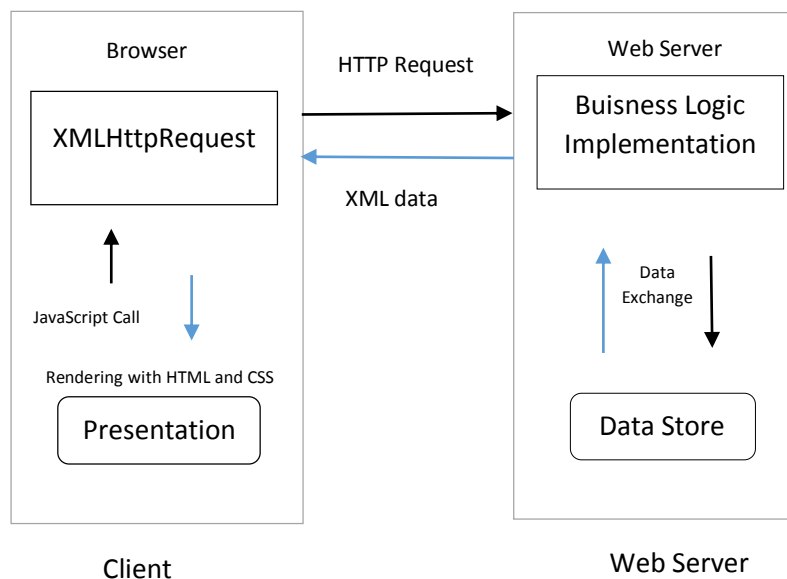 Browser
XMLHttpRequest
JavaScript Call
Rendering with HTML and CSS
Presentation
Client
HTTP Request
XML data
Web Server
Buisness Logic
Implementation
Data
Exchange
Data Store
Web Server